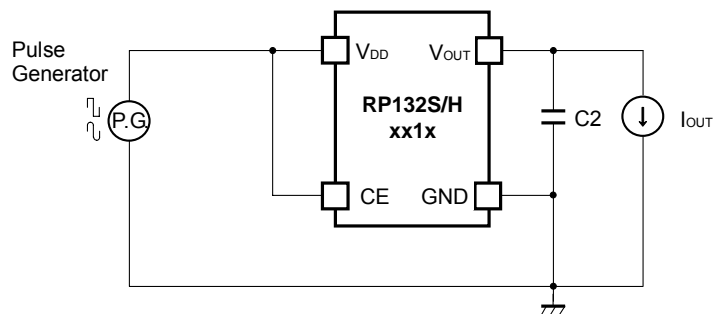 Pulse
Generator
P.G.
VDD
VOUT
RP132S/H
xx1x
C2
IOUT
CE
GND